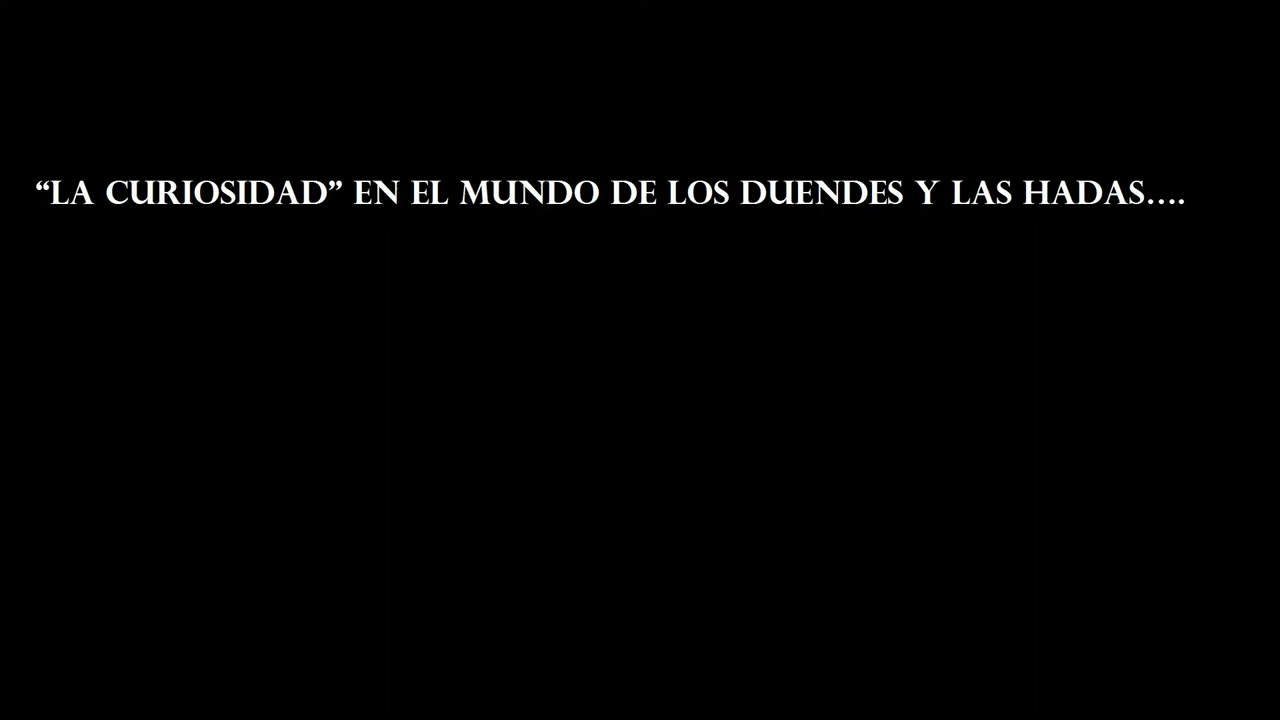 “LA CURIOSIDAD” EN EL MUNDO DE LOS DUENDES Y LAS HADAS....